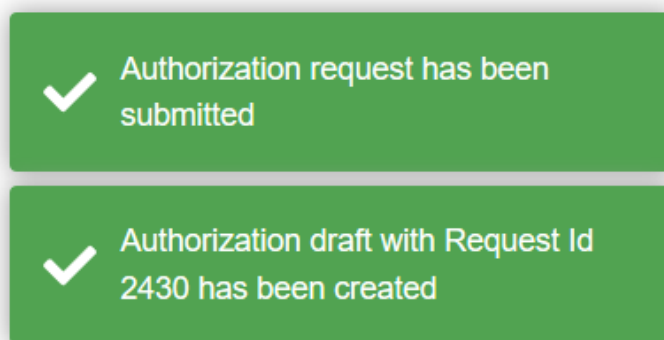 Authorization request has been
submitted
Authorization draft with Request Id
2430 has been created